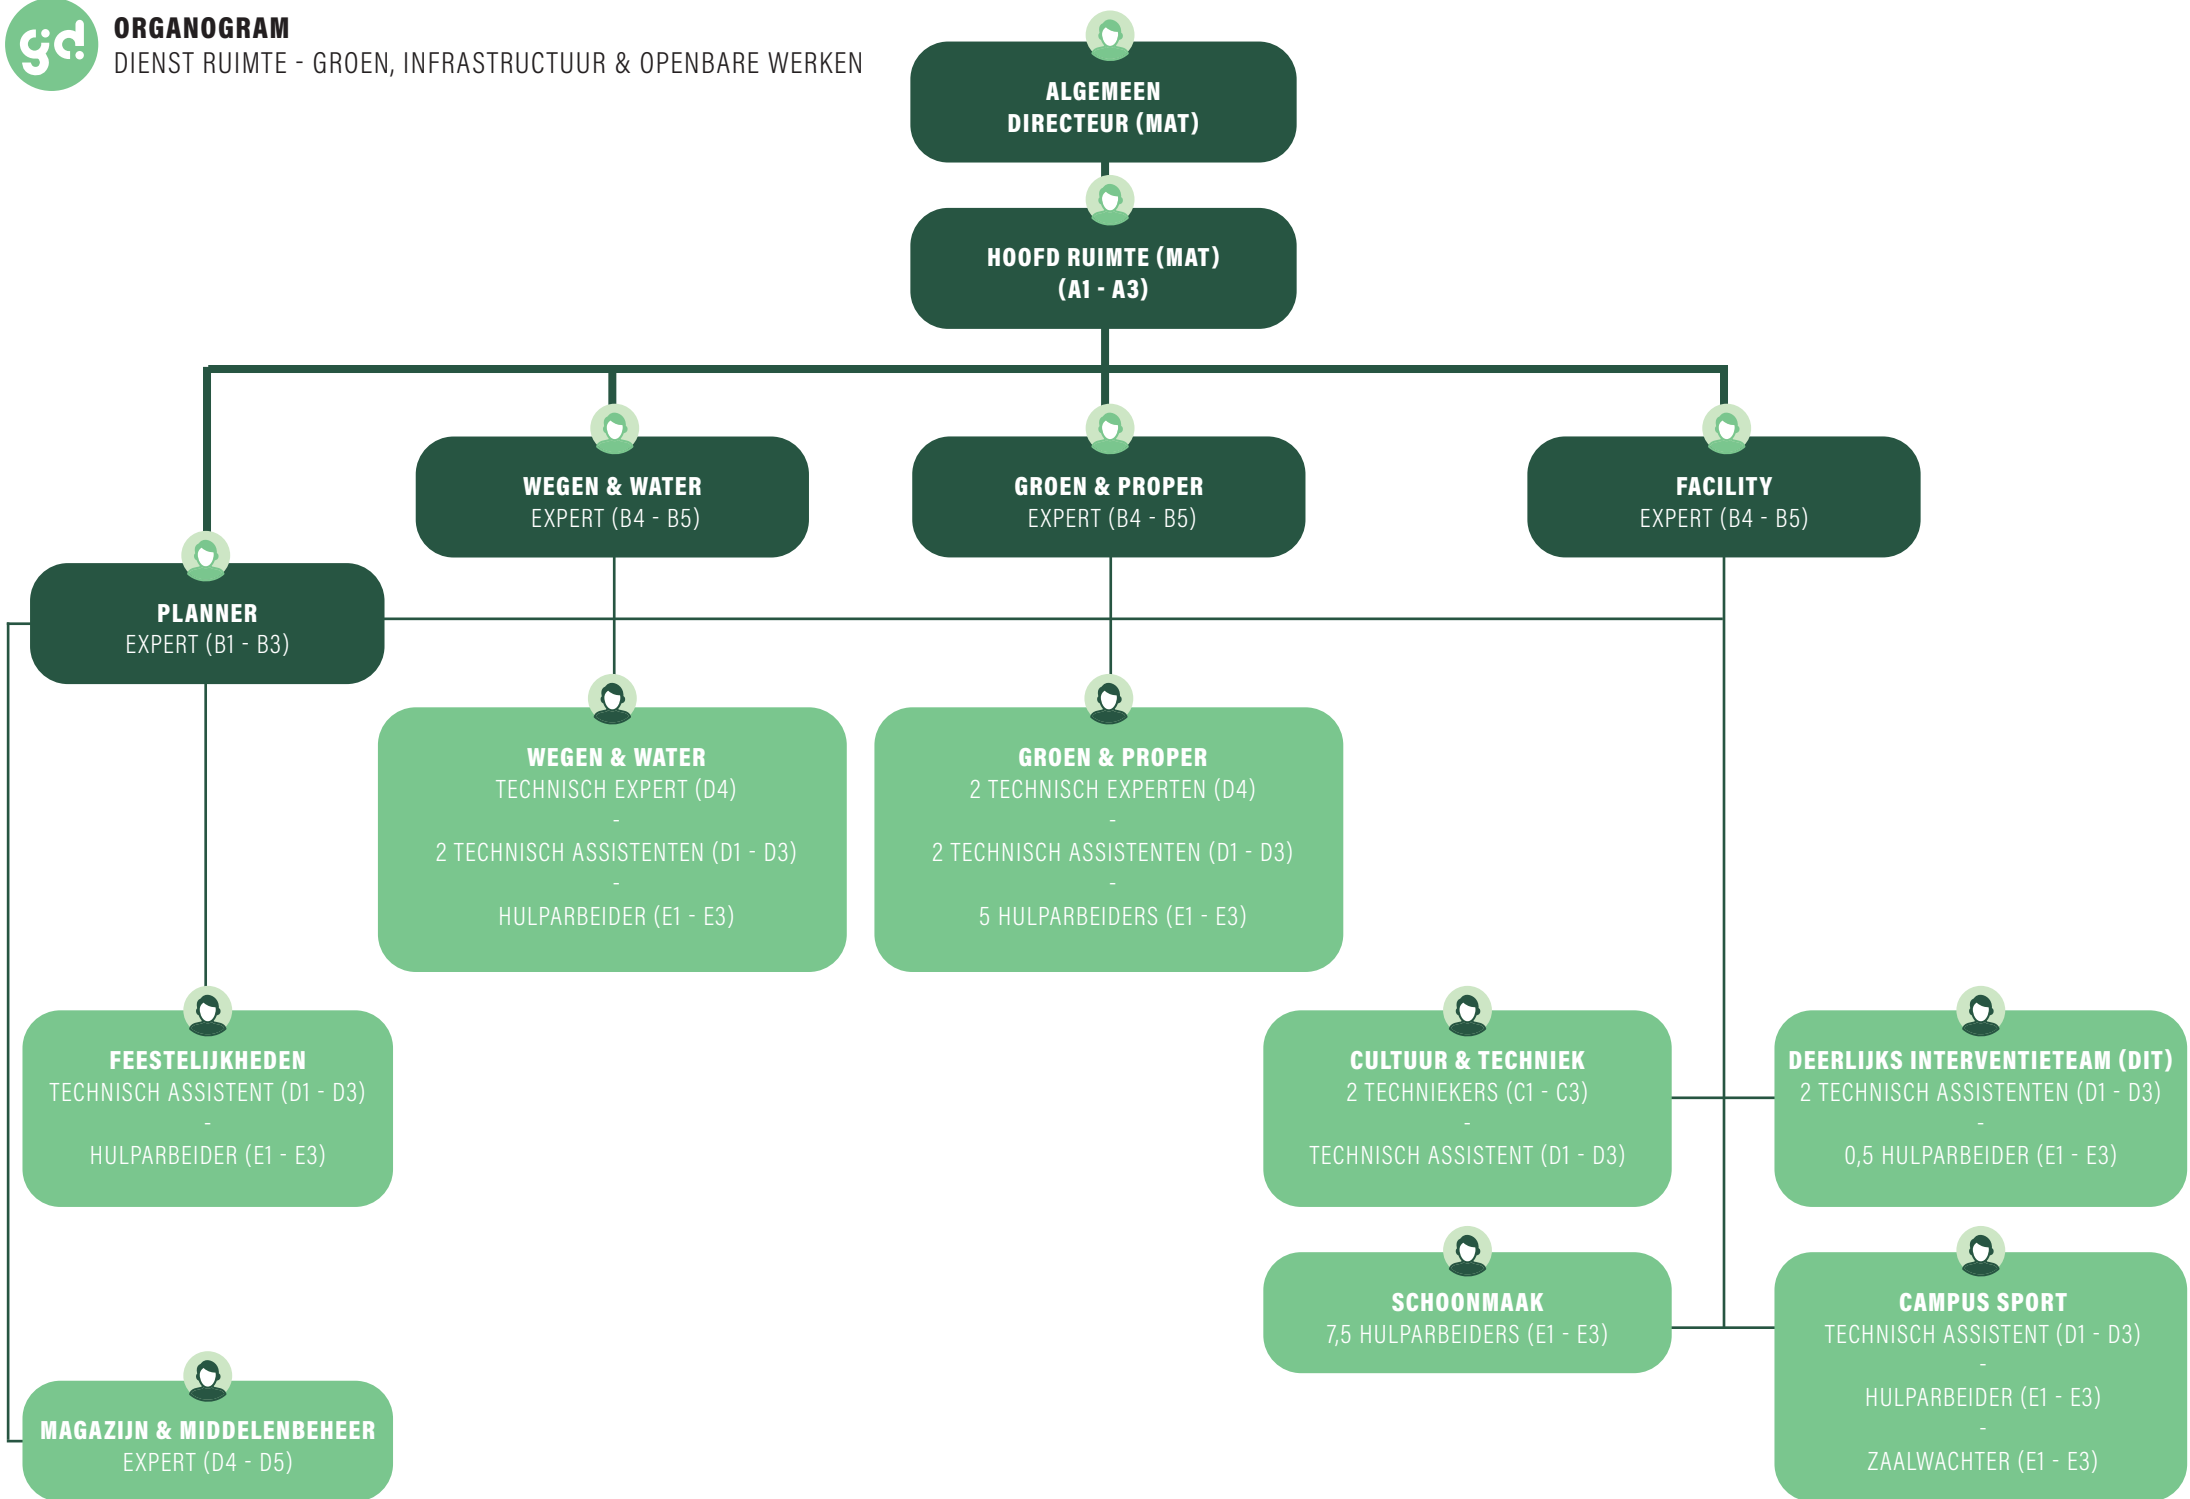 gid
ORGANOGRAM
DIENST RUIMTE - GROEN, INFRASTRUCTUUR & OPENBARE WERKEN
ALGEMEEN
DIRECTEUR (MAT)
HOOFD RUIMTE (MAT)
(A1 - A3)
WEGEN & WATER
EXPERT (B4 - B5)
GROEN & PROPER
EXPERT (B4 - B5)
FACILITY
EXPERT (B4 - B5)
PLANNER
EXPERT (B1 - B3)
WEGEN & WATER
TECHNISCH EXPERT (D4)
-
2 TECHNISCH ASSISTENTEN (D1 - D3)
-
HULPARBEIDER (E1 - E3)
GROEN & PROPER
2 TECHNISCH EXPERTEN (D4)
-
2 TECHNISCH ASSISTENTEN (D1 - D3)
-
5 HULPARBEIDERS (E1 - E3)
FEESTELIJKHEDEN
TECHNISCH ASSISTENT (D1 - D3)
-
HULPARBEIDER (E1 - E3)
CULTUUR & TECHNIEK
2 TECHNIEKERS (C1 - C3)
-
TECHNISCH ASSISTENT (D1 - D3)
DEERLIJKS INTERVENTIETEAM (DIT)
2 TECHNISCH ASSISTENTEN (D1 - D3)
-
0,5 HULPARBEIDER (E1 - E3)
SCHOONMAAK
7,5 HULPARBEIDERS (E1 - E3)
CAMPUS SPORT
TECHNISCH ASSISTENT (D1 - D3)
-
HULPARBEIDER (E1 - E3)
-
ZAALWACHTER (E1 - E3)
MAGAZIJN & MIDDELENBEHEER
EXPERT (D4 - D5)